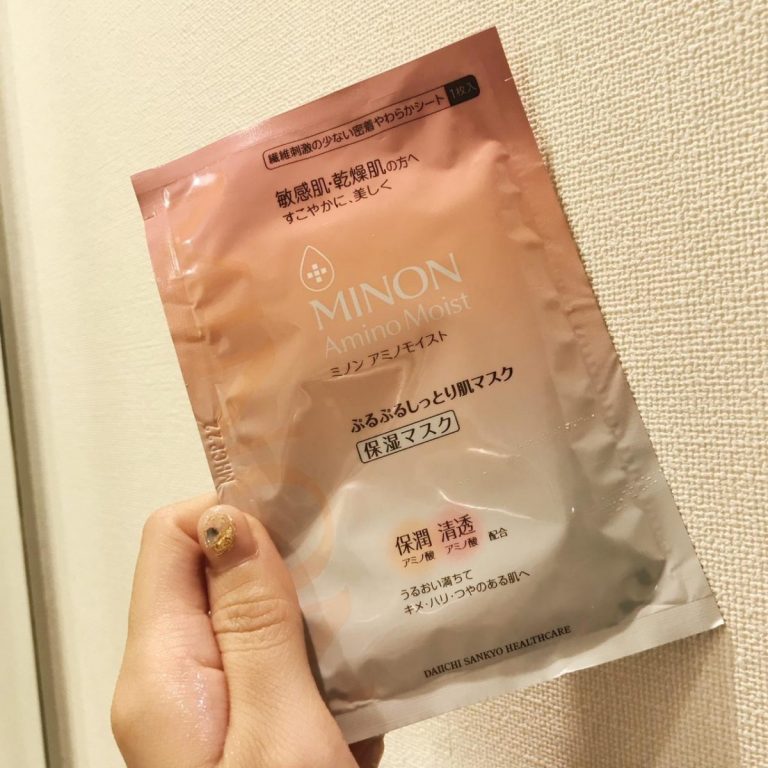 繊維刺激の少ない密着やわらかシート 1枚入
敏感肌・乾燥肌の方へ
すこやかに、美しく
MINON
Amino Moist
ミノン アミノモイスト
ぷるぷるしっとり肌マスク
保湿マスク
保潤 清透
アミノ酸 アミノ酸 配合
うるおい満ちて
キメ・ハリ・つやのある肌へ
DAIICHI SANKYO HEALTHCARE